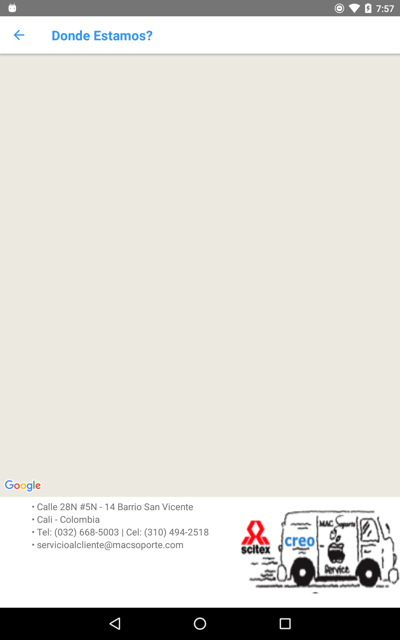 7:57
Donde Estamos?
Google
• Calle 28N #5N - 14 Barrio San Vicente
• Cali - Colombia
• Tel: (032) 668-5003 | Cel: (310) 494-2518
• servicioalcliente@macsoporte.com
MAC Soporte
creo
scitex
Service